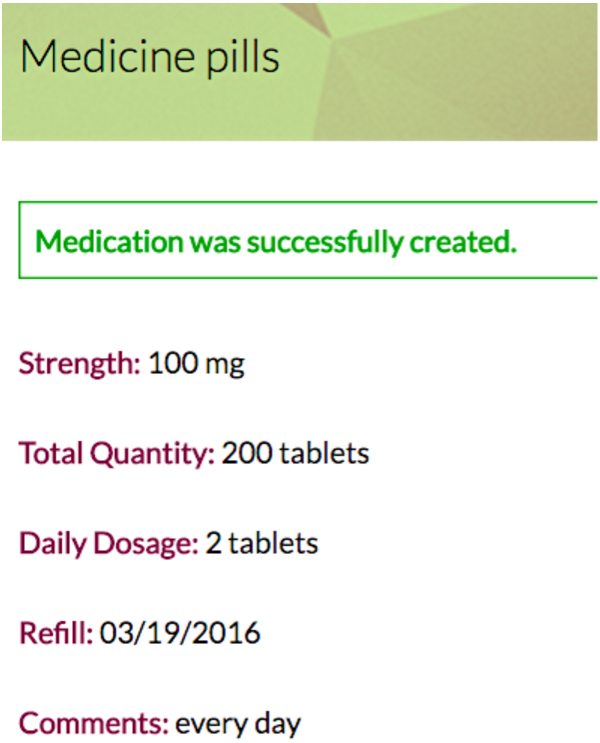 Medicine pills
Medication was successfully created.
Strength: 100 mg
Total Quantity: 200 tablets
Daily Dosage: 2 tablets
Refill: 03/19/2016
Comments: every day